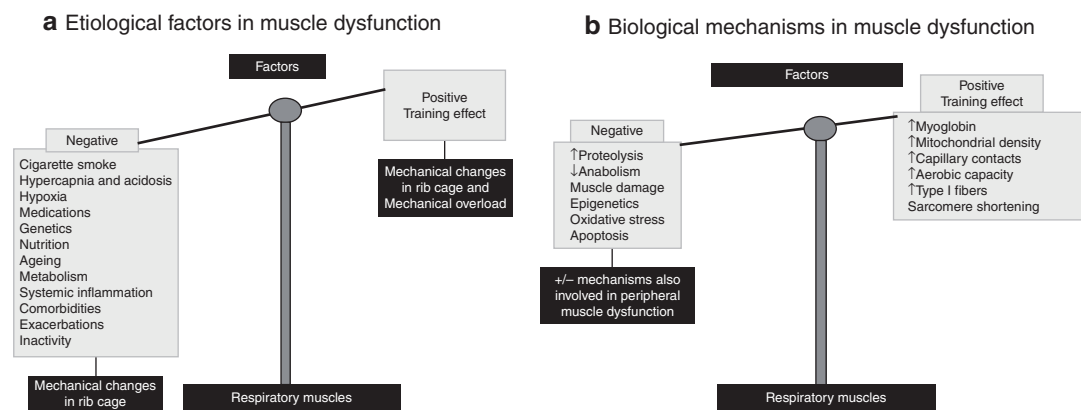 a Etiological factors in muscle dysfunction
Factors
Positive
Training effect
Mechanical changes
in rib cage and
Mechanical overload
Negative
Cigarette smoke
Hypercapnia and acidosis
Hypoxia
Medications
Genetics
Nutrition
Ageing
Metabolism
Systemic inflammation
Comorbidities
Exacerbations
Inactivity
Mechanical changes
in rib cage
Respiratory muscles
b Biological mechanisms in muscle dysfunction
Factors
Negative
↑Proteolysis
↓Anabolism
Muscle damage
Epigenetics
Oxidative stress
Apoptosis
+/– mechanisms also
involved in peripheral
muscle dysfunction
Positive
Training effect
↑Myoglobin
↑Mitochondrial density
↑Capillary contacts
↑Aerobic capacity
↑Type I fibers
Sarcomere shortening
Respiratory muscles